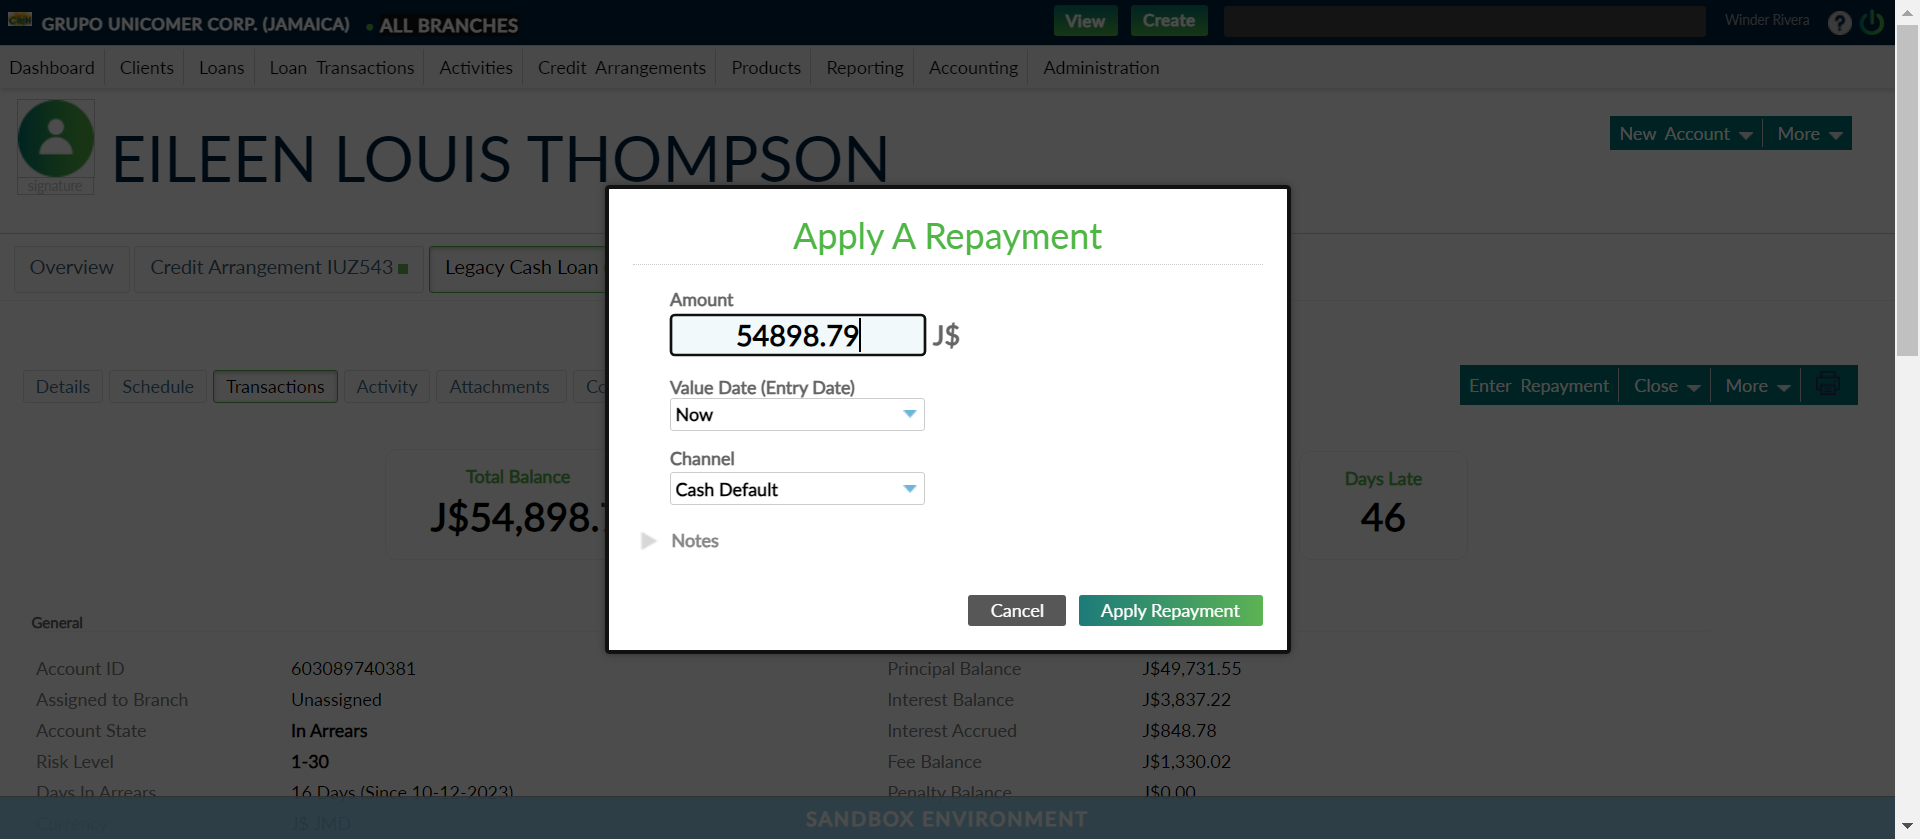 GRUPO UNICOMER CORP. (JAMAICA) • ALL BRANCHES View Create Winder Rivera ?
Dashboard Clients Loans Loan Transactions Activities Credit Arrangements Products Reporting Accounting Administration
signature
EILEEN LOUIS THOMPSON
New Account More
Overview Credit Arrangement IUZ543 Legacy Cash Loan
Details Schedule Transactions Activity Attachments
Enter Repayment Close More
Total Balance
J$54,898.
Days Late
46
Apply A Repayment
Amount
54898.79 J$
Value Date (Entry Date)
Now
Channel
Cash Default
Notes
Cancel Apply Repayment
General
Account ID 603089740381
Assigned to Branch Unassigned
Account State In Arrears
Risk Level 1-30
Days In Arrears 16 Days (Since 10-12-2023)
Currency J$ JMD
Principal Balance J$49,731.55
Interest Balance J$3,837.22
Interest Accrued J$848.78
Fee Balance J$1,330.02
Penalty Balance J$0.00
SANDBOX ENVIRONMENT